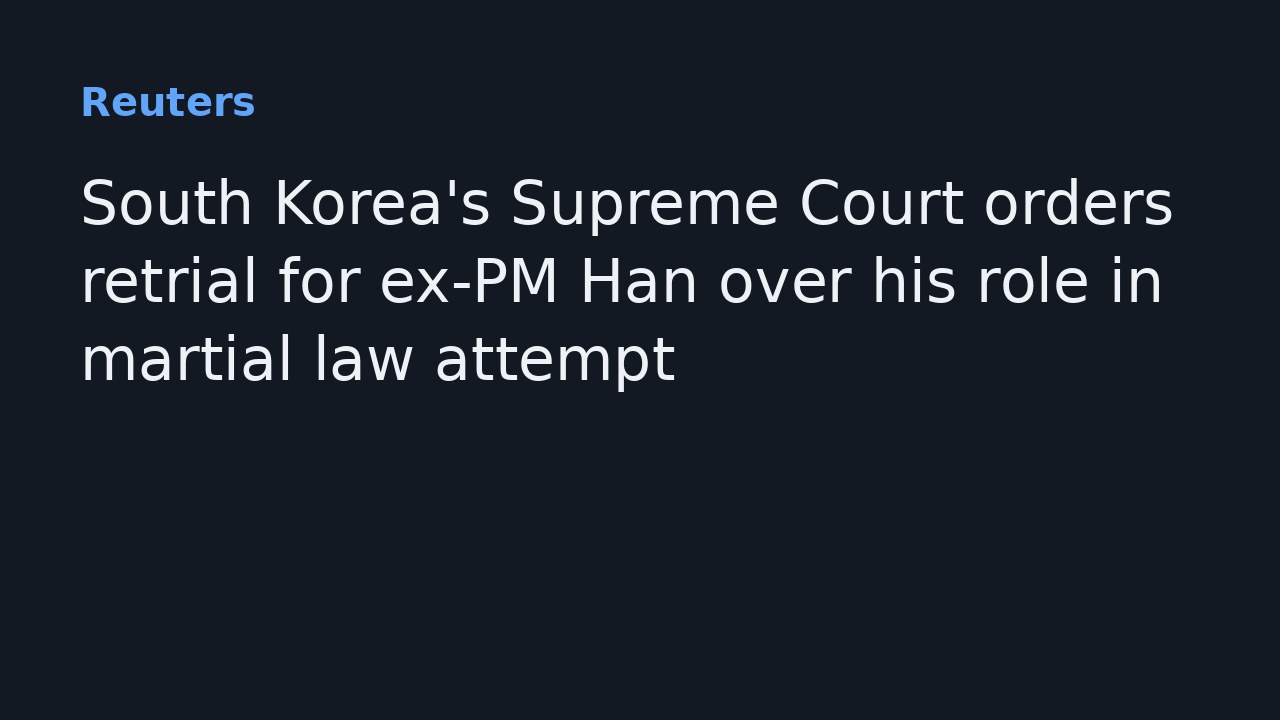 Reuters
South Korea's Supreme Court orders
retrial for ex-PM Han over his role in
martial law attempt